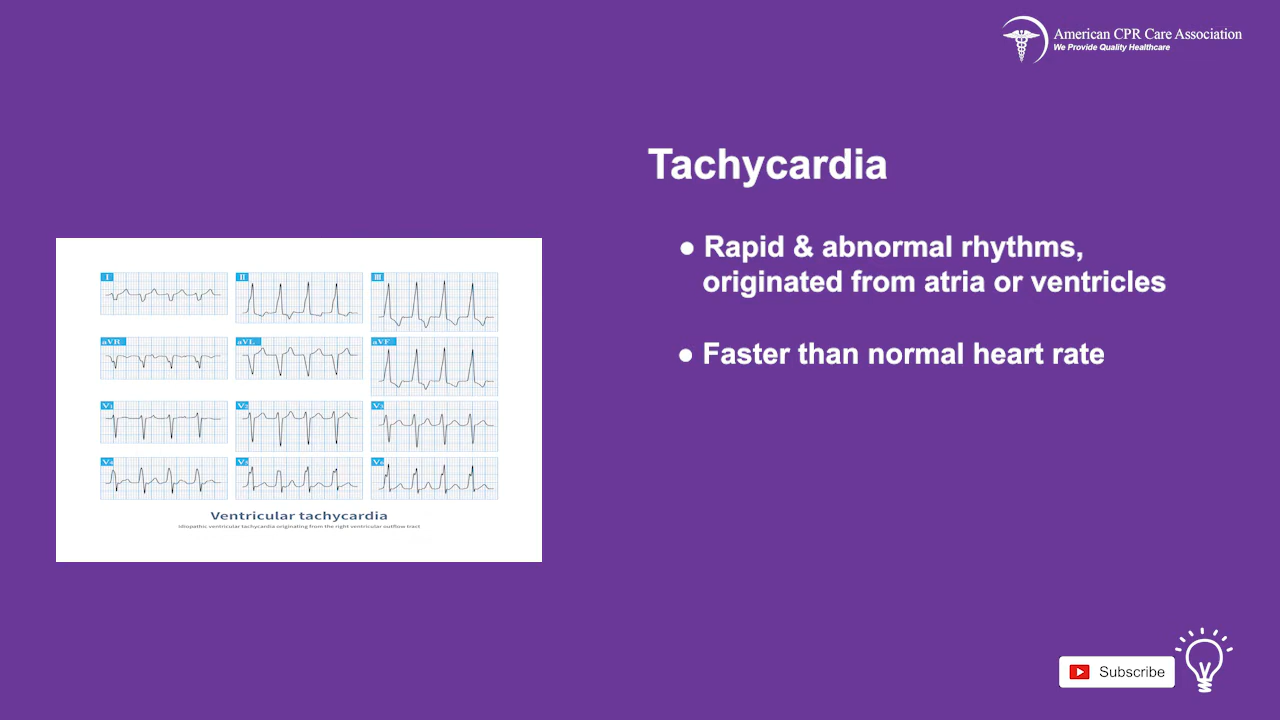 American CPR Care Association
We Provide Quality Healthcare
Tachycardia
● Rapid & abnormal rhythms,
originated from atria or ventricles
● Faster than normal heart rate
I
II
III
aVR
aVL
aVF
V1
V2
V3
V4
V5
V6
Ventricular tachycardia
Idiopathic ventricular tachycardia originating from the right ventricular outflow tract
Subscribe